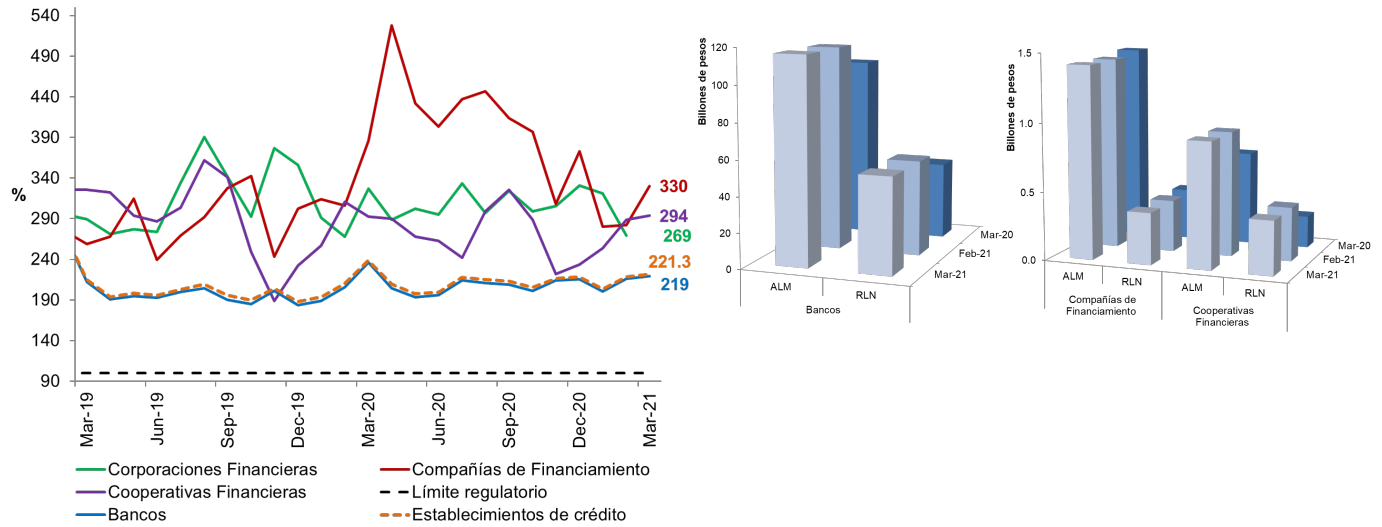 540
490
440
390
340
290
240
190
140
90
%
330
294
269
221.3
219
Mar-19
Jun-19
Sep-19
Dec-19
Mar-20
Jun-20
Sep-20
Dec-20
Mar-21
Corporaciones Financieras
Compañías de Financiamiento
Cooperativas Financieras
Límite regulatorio
Bancos
Establecimientos de crédito
Billones de pesos
120
100
80
60
40
20
0
ALM
RLN
Bancos
Mar-20
Feb-21
Mar-21
Billones de pesos
1.5
1.0
0.5
0.0
ALM
RLN
ALM
RLN
Compañías de
Financiamiento
Cooperativas
Financieras
Mar-20
Feb-21
Mar-21